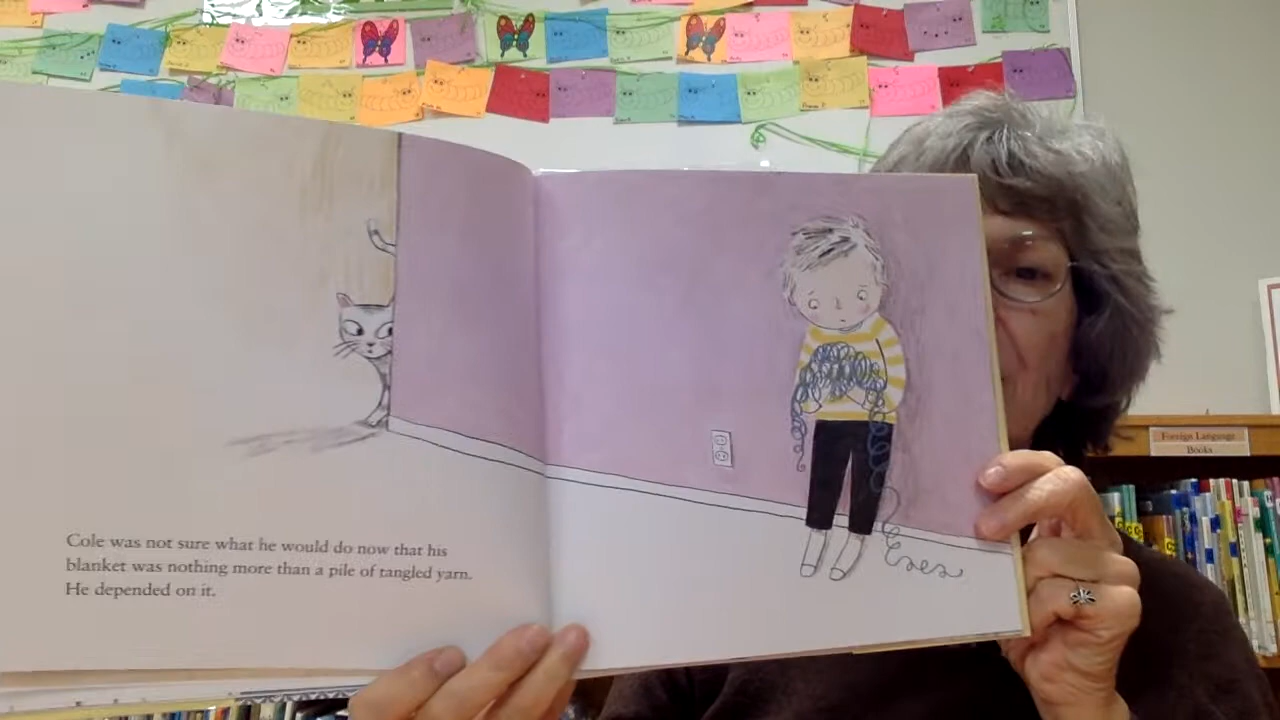 Cole was not sure what he would do now that his
blanket was nothing more than a pile of tangled yarn.
He depended on it.
Foreign Language
Books